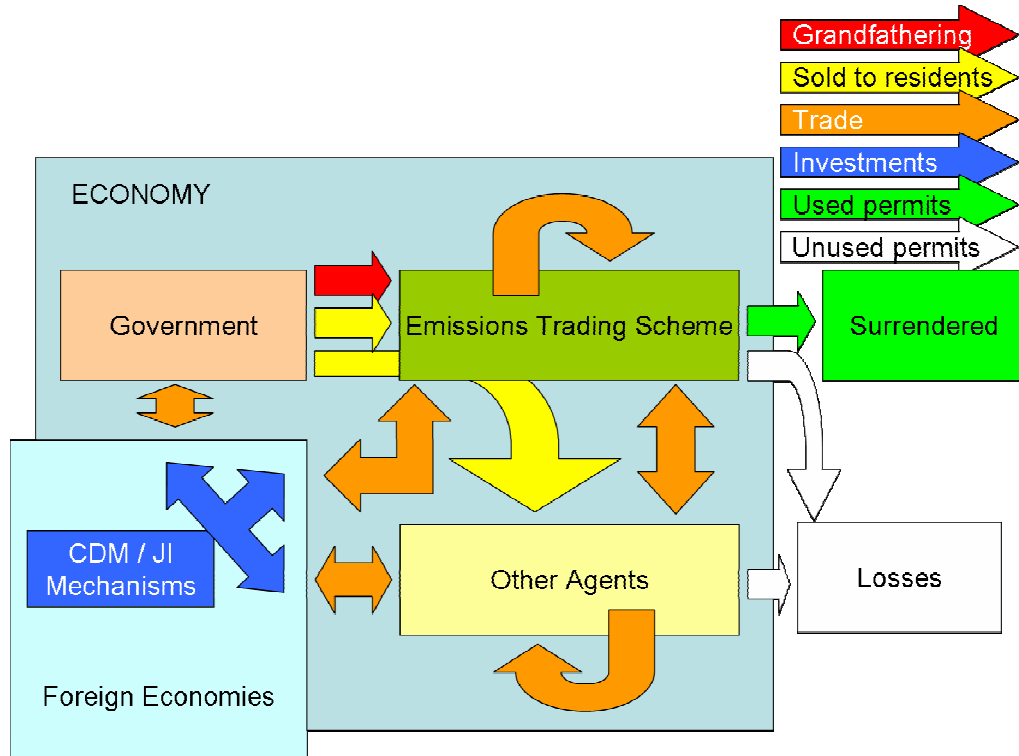 Grandfathering
Sold to residents
Trade
Investments
Used permits
Unused permits
ECONOMY
Government
Emissions Trading Scheme
Surrendered
CDM / JI
Mechanisms
Other Agents
Losses
Foreign Economies